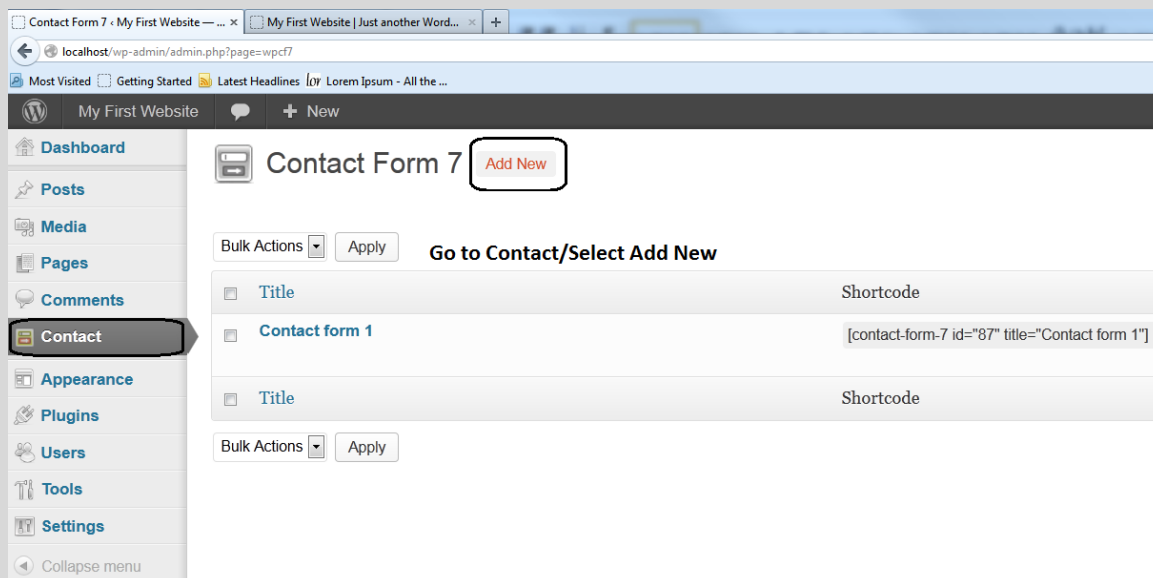 Contact Form 7 ‹ My First Website — ... ×
My First Website | Just another Word... ×
+
localhost/wp-admin/admin.php?page=wpcf7
Most Visited Getting Started Latest Headlines lor Lorem Ipsum - All the ...
My First Website + New
Dashboard
Contact Form 7 Add New
Posts
Media
Bulk Actions Apply Go to Contact/Select Add New
Pages
Title Shortcode
Comments
Contact
Contact form 1 [contact-form-7 id="87" title="Contact form 1"]
Appearance
Title Shortcode
Plugins
Users
Bulk Actions Apply
Tools
Settings
Collapse menu